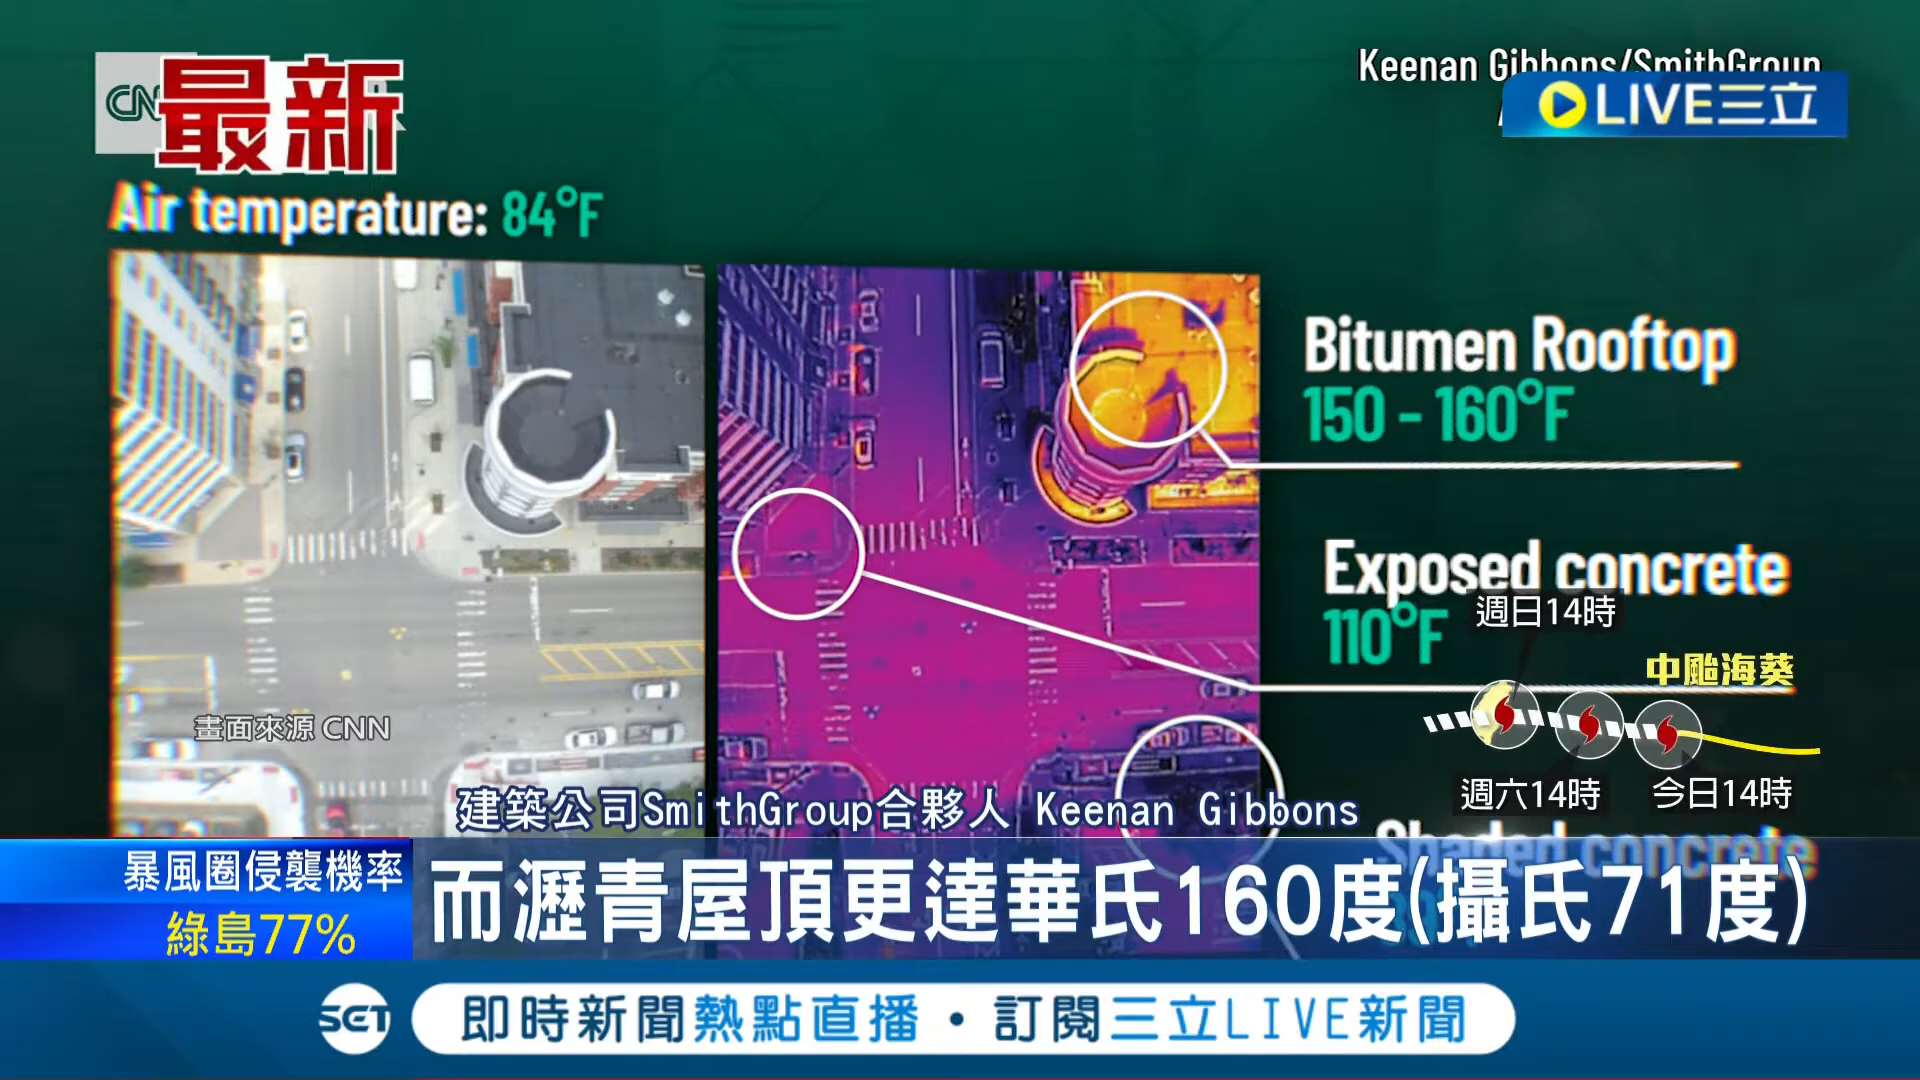 CN
最新
Keenan Gibbons/SmithGroup
LIVE三立
Air temperature: 84°F
Bitumen Rooftop
150 - 160°F
Exposed concrete
110°F
週日14時
中颱海葵
週六14時
今日14時
畫面來源 CNN
建築公司SmithGroup合夥人 Keenan Gibbons
Shaded concrete
暴風圈侵襲機率
綠島77%
而瀝青屋頂更達華氏160度(攝氏71度)
SET
即時新聞熱點直播・訂閱三立LIVE新聞